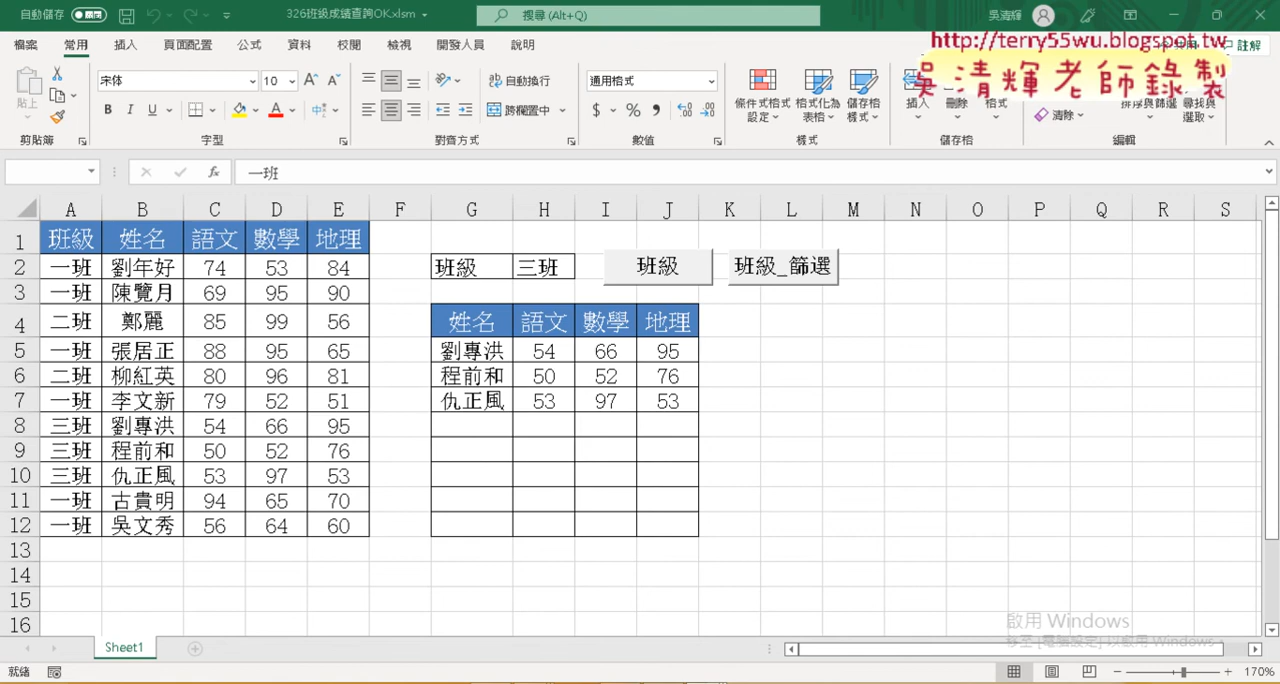 自動儲存
326班級成績查詢OK.xlsm
搜尋 (Alt+Q)
吳清輝
http://terry55wu.blogspot.tw
吳清輝老師錄製
檔案 常用 插入 頁面配置 公式 資料 校閱 檢視 開發人員 說明 註解
貼上 宋体 10 自動換行 通用格式 條件式格式設定 格式化為表格 儲存格樣式 插入 刪除 格式 清除 排序與篩選 尋找與選取
B I U 跨欄置中 $ %
剪貼簿 字型 對齊方式 數值 樣式 儲存格 編輯
fx 一班
A B C D E F G H I J K L M N O P Q R S
1 班級 姓名 語文 數學 地理
2 一班 劉年好 74 53 84 班級 三班 班級 班級_篩選
3 一班 陳覽月 69 95 90
4 二班 鄭麗 85 99 56 姓名 語文 數學 地理
5 一班 張居正 88 95 65 劉專洪 54 66 95
6 二班 柳紅英 80 96 81 程前和 50 52 76
7 一班 李文新 79 52 51 仇正風 53 97 53
8 三班 劉專洪 54 66 95
9 三班 程前和 50 52 76
10 三班 仇正風 53 97 53
11 一班 古貴明 94 65 70
12 一班 吳文秀 56 64 60
13
14
15
16
啟用 Windows
移至 [電腦設定] 以啟用 Windows。
Sheet1
就緒 170%